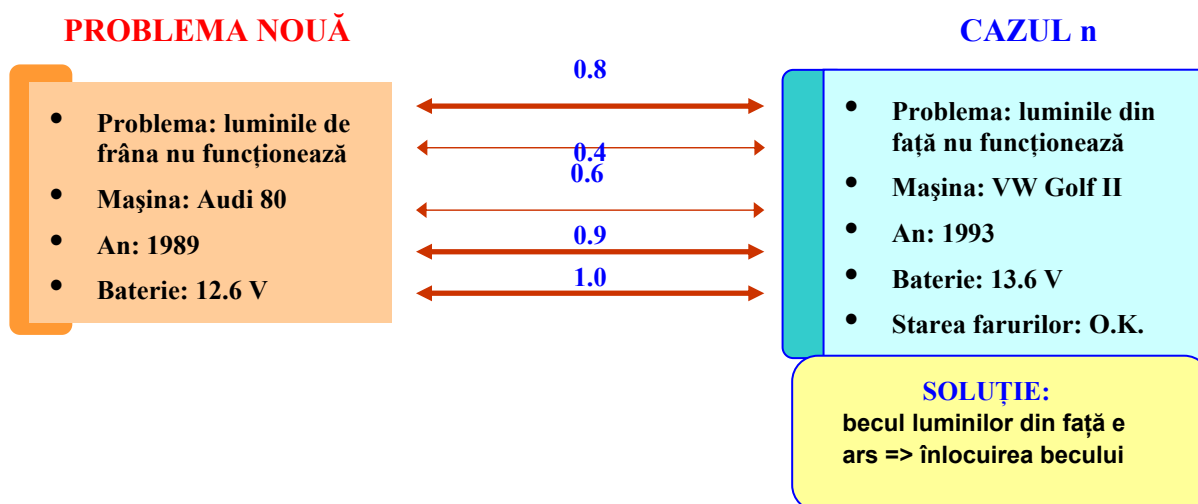 PROBLEMA NOUĂ
• Problema: luminile de
frâna nu funcționează
• Maşina: Audi 80
• An: 1989
• Baterie: 12.6 V
0.8
0.4
0.6
0.9
1.0
CAZUL n
• Problema: luminile din
față nu funcționează
• Maşina: VW Golf II
• An: 1993
• Baterie: 13.6 V
• Starea farurilor: O.K.
SOLUȚIE:
becul luminilor din față e
ars => înlocuirea becului